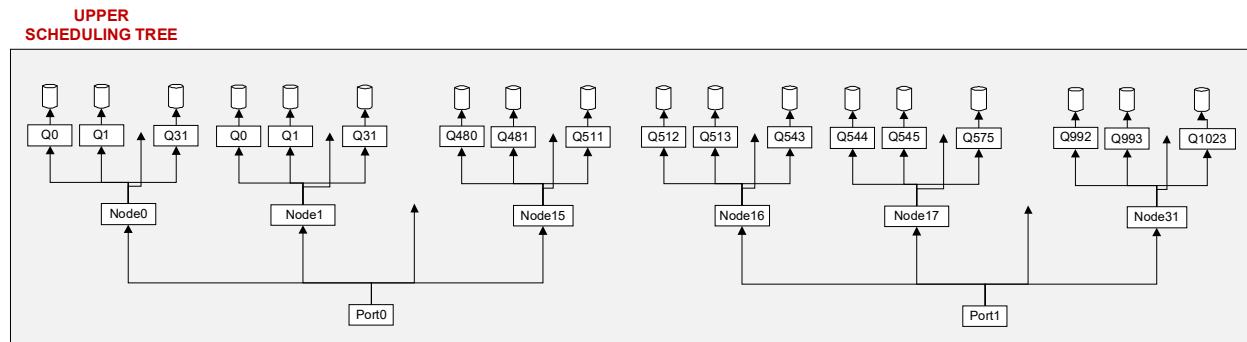 UPPER
SCHEDULING TREE
Q0 Q1 Q31 Q0 Q1 Q31 Q480 Q481 Q511 Q512 Q513 Q543 Q544 Q545 Q575 Q992 Q993 Q1023
Node0 Node1 Node15 Node16 Node17 Node31
Port0 Port1